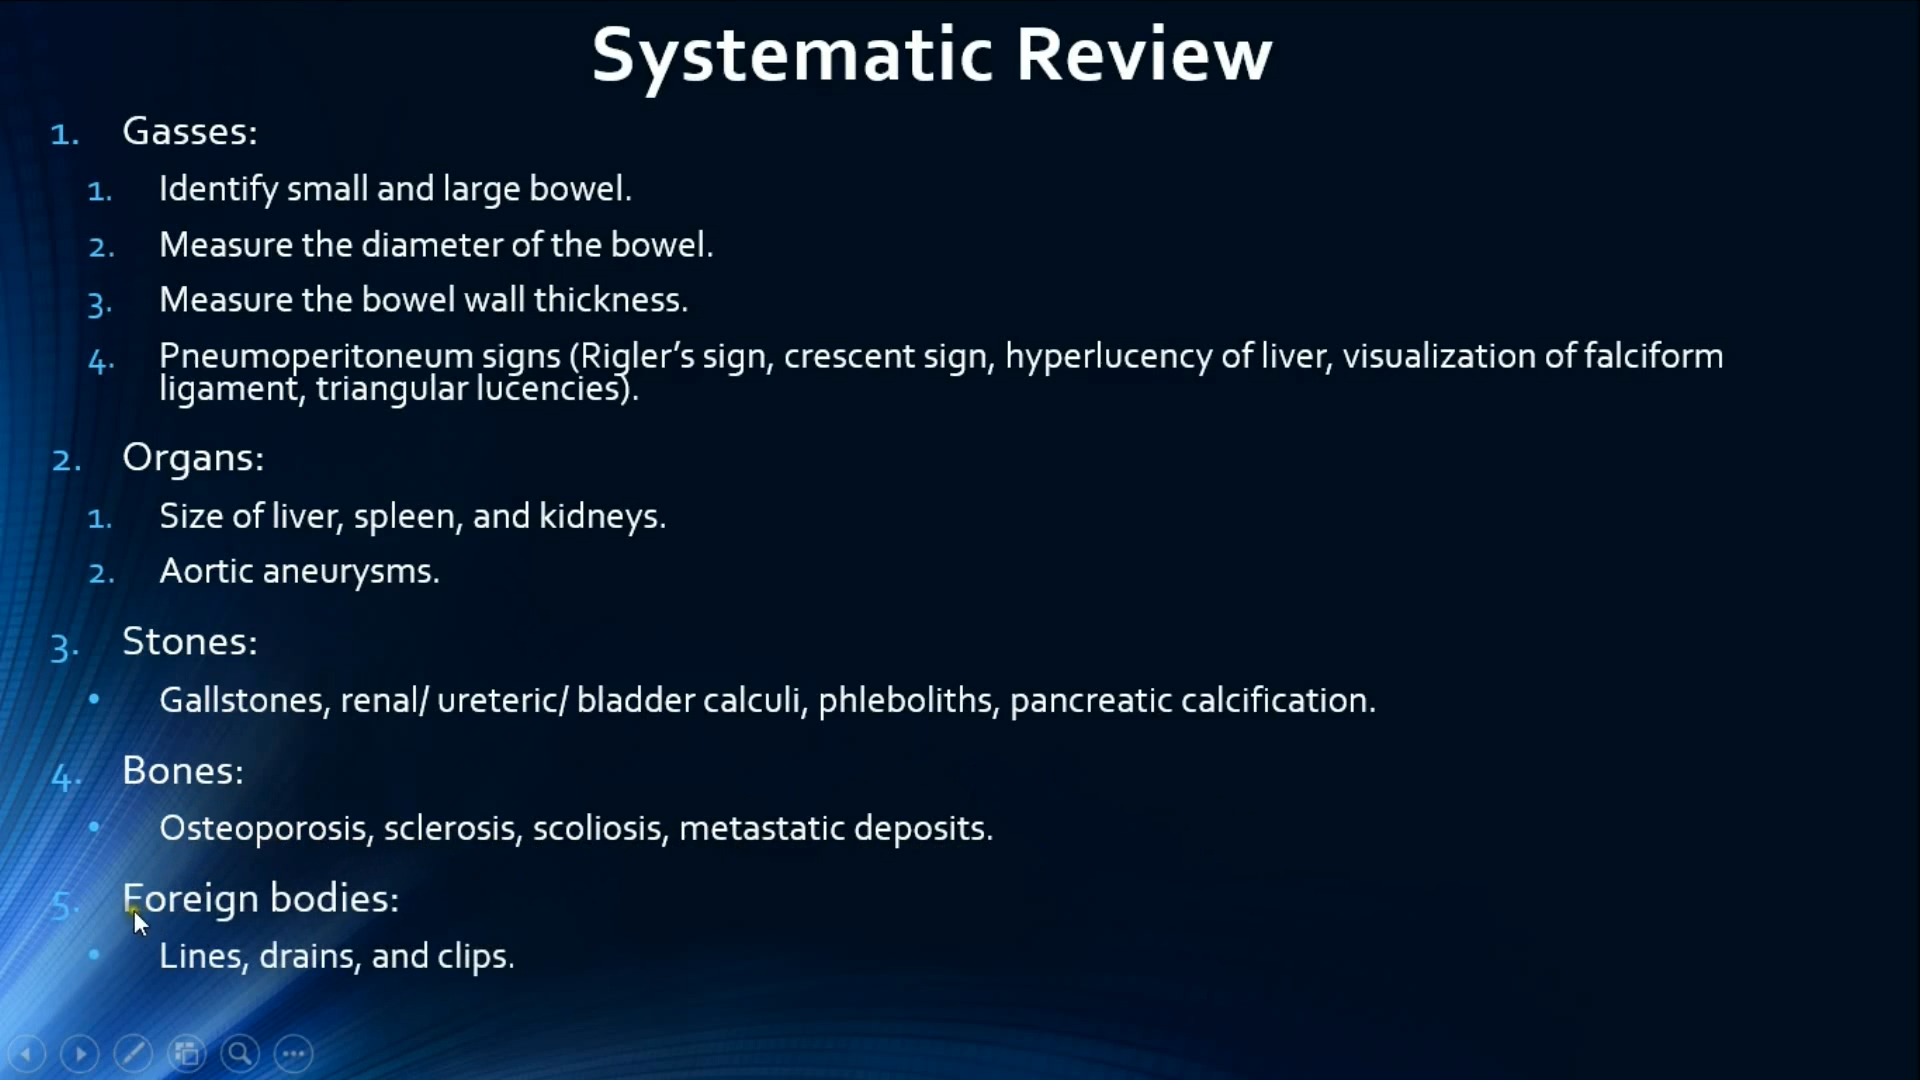 Systematic Review
1. Gasses:
1. Identify small and large bowel.
2. Measure the diameter of the bowel.
3. Measure the bowel wall thickness.
4. Pneumoperitoneum signs (Rigler’s sign, crescent sign, hyperlucency of liver, visualization of falciform
ligament, triangular lucencies).
2. Organs:
1. Size of liver, spleen, and kidneys.
2. Aortic aneurysms.
3. Stones:
• Gallstones, renal/ ureteric/ bladder calculi, phleboliths, pancreatic calcification.
4. Bones:
• Osteoporosis, sclerosis, scoliosis, metastatic deposits.
5. Foreign bodies:
• Lines, drains, and clips.